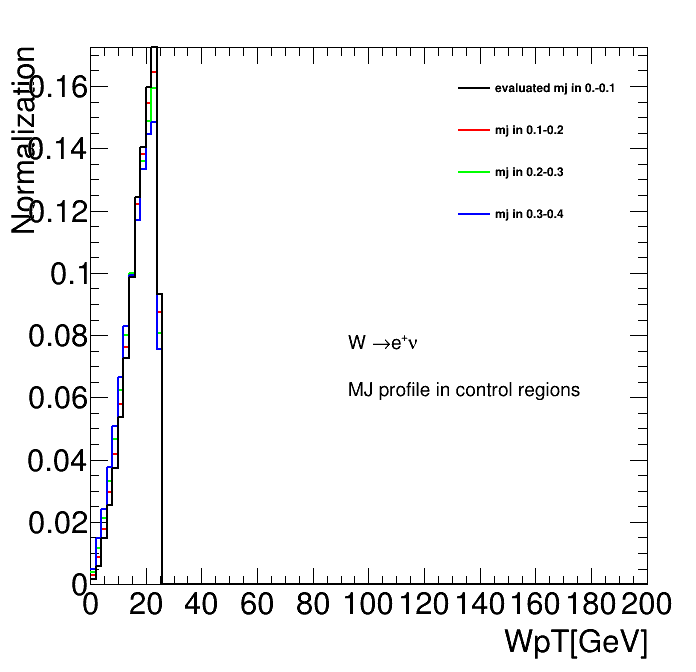 Normalization
0.16
0.14
0.12
0.1
0.08
0.06
0.04
0.02
0
evaluated mj in 0.-0.1
mj in 0.1-0.2
mj in 0.2-0.3
mj in 0.3-0.4
W →e⁺ν
MJ profile in control regions
0 20 40 60 80 100 120 140 160 180 200
WpT[GeV]